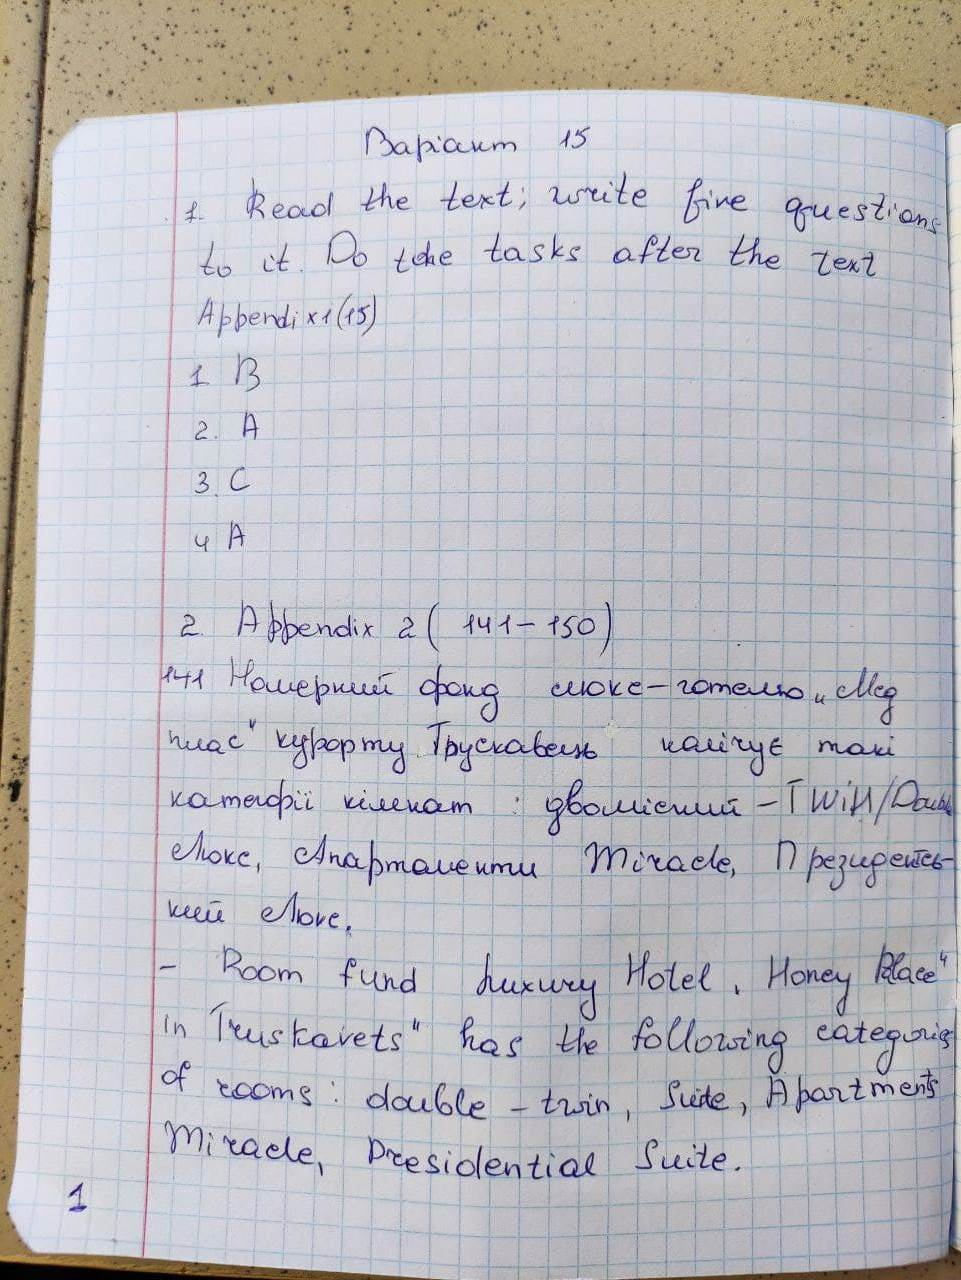 Варіант 15
1. Read the text; write five questions
to it. Do the tasks after the text
Appendix 1 (15)
1 B
2. A
3. C
4 A
2 Appendix 2 ( 141-150)
141 Номерний фонд люкс-готелю „Мед
плас" курорту Трускавець налічує такі
категорії кімнат : двомісний - Twin/Double
Люкс, Апартаменти Miracle, Президентсь-
кий Люкс.
- Room fund Luxury Hotel „ Honey Place"
in Truskavets" has the following categories
of rooms : double - twin, Suite, Apartments
Miracle, Presidential Suite.
1